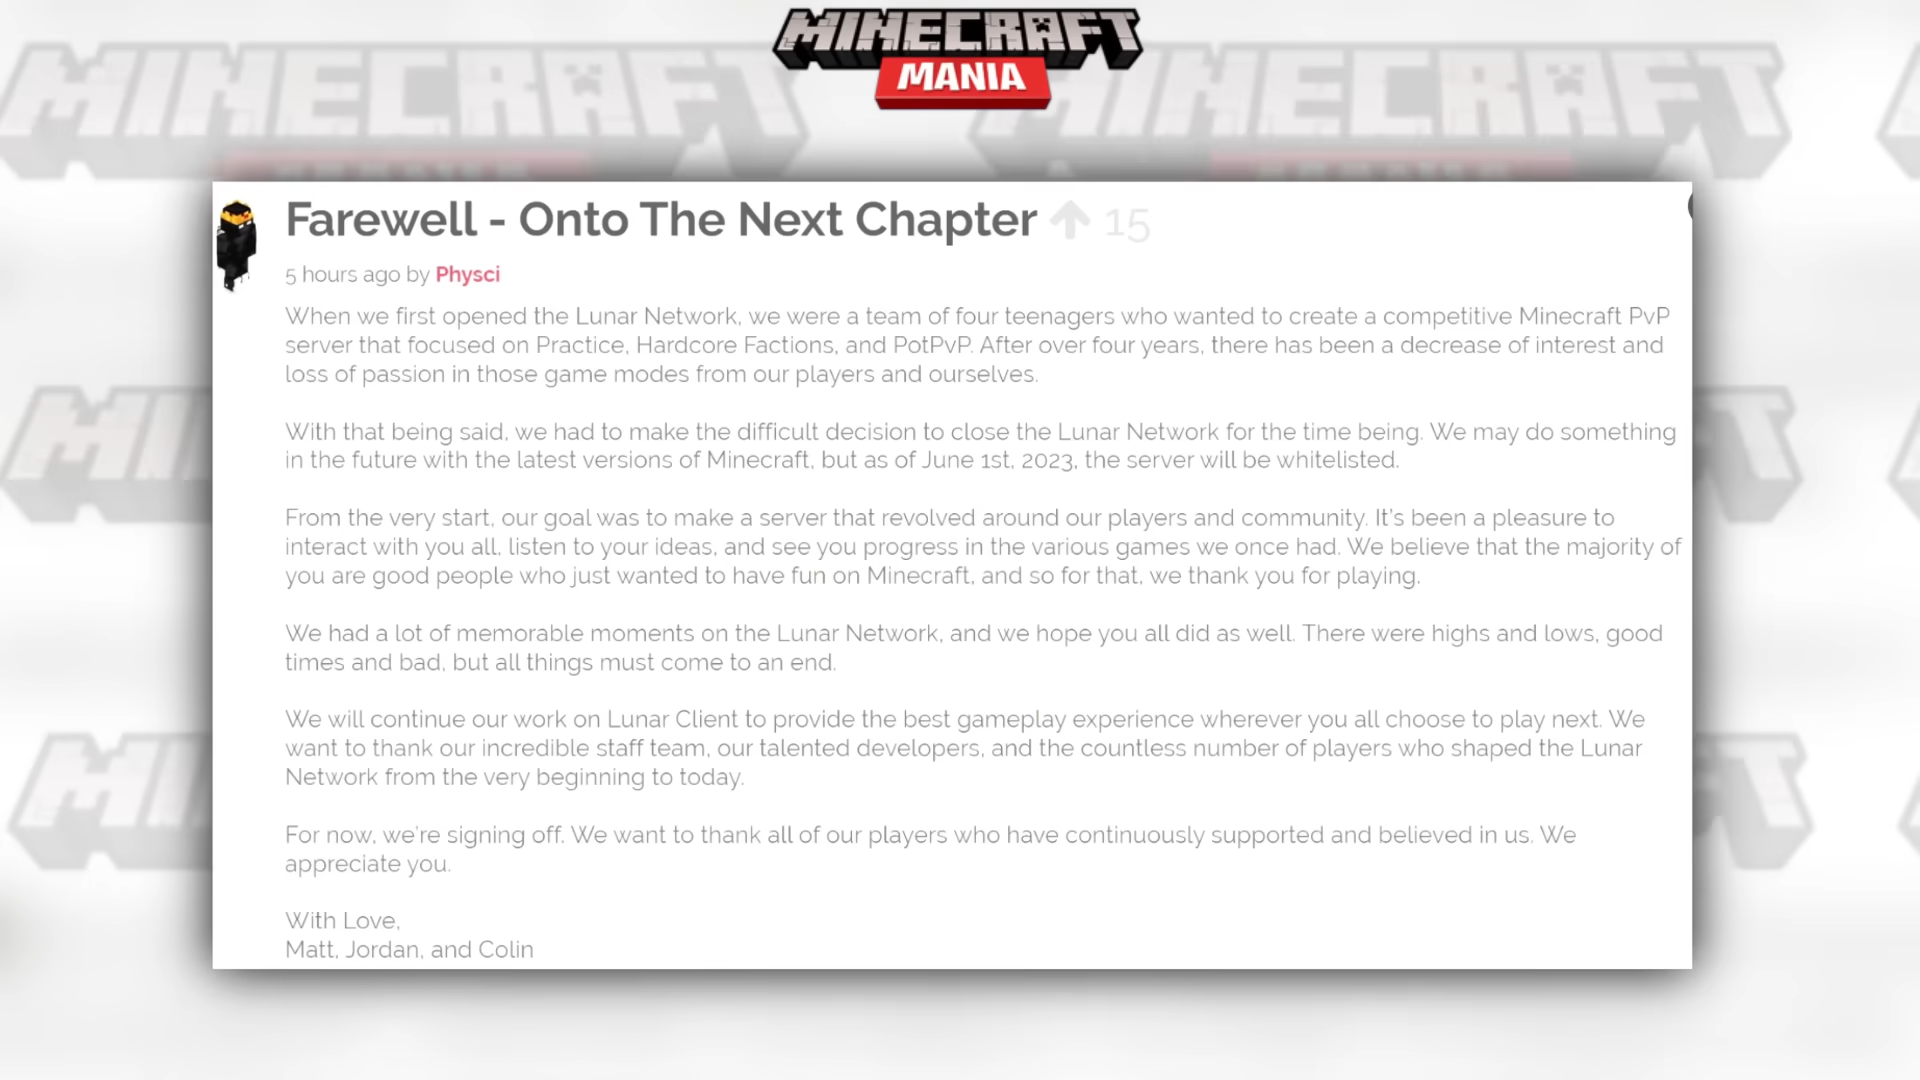 MINECRAFT
MANIA
MINECRAFT
MINECRAFT
Farewell - Onto The Next Chapter 15
5 hours ago by Physci
When we first opened the Lunar Network, we were a team of four teenagers who wanted to create a competitive Minecraft PvP
server that focused on Practice, Hardcore Factions, and PotPvP. After over four years, there has been a decrease of interest and
loss of passion in those game modes from our players and ourselves.
With that being said, we had to make the difficult decision to close the Lunar Network for the time being. We may do something
in the future with the latest versions of Minecraft, but as of June 1st, 2023, the server will be whitelisted.
From the very start, our goal was to make a server that revolved around our players and community. It's been a pleasure to
interact with you all, listen to your ideas, and see you progress in the various games we once had. We believe that the majority of
you are good people who just wanted to have fun on Minecraft, and so for that, we thank you for playing.
We had a lot of memorable moments on the Lunar Network, and we hope you all did as well. There were highs and lows, good
times and bad, but all things must come to an end.
We will continue our work on Lunar Client to provide the best gameplay experience wherever you all choose to play next. We
want to thank our incredible staff team, our talented developers, and the countless number of players who shaped the Lunar
Network from the very beginning to today.
For now, we're signing off. We want to thank all of our players who have continuously supported and believed in us. We
appreciate you.
With Love,
Matt, Jordan, and Colin